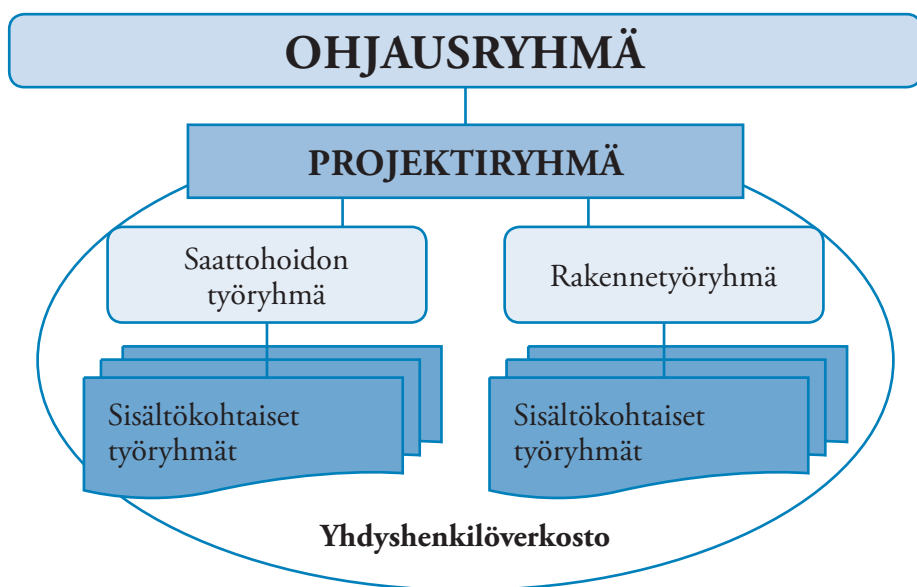 OHJAUSRYHMÄ
PROJEKTIRYHMÄ
Saattohoidon
työryhmä
Rakennetyöryhmä
Sisältökohtaiset
työryhmät
Sisältökohtaiset
työryhmät
Yhdyshenkilöverkosto